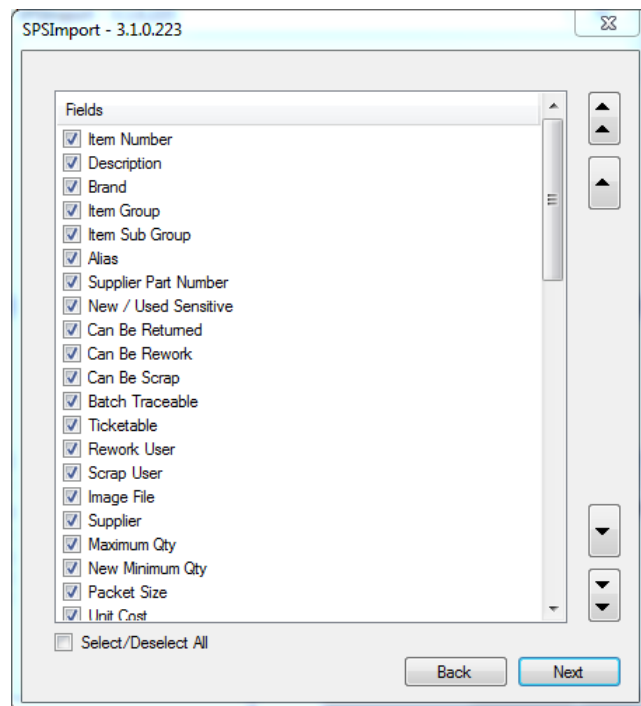 SPSImport - 3.1.0.223
Fields
Item Number
Description
Brand
Item Group
Item Sub Group
Alias
Supplier Part Number
New / Used Sensitive
Can Be Returned
Can Be Rework
Can Be Scrap
Batch Traceable
Ticketable
Rework User
Scrap User
Image File
Supplier
Maximum Qty
New Minimum Qty
Packet Size
Unit Cost
Select/Deselect All
Back Next